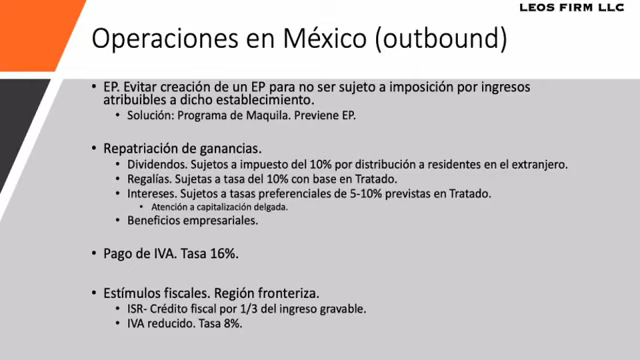 LEOS FIRM LLC
Operaciones en México (outbound)
• EP. Evitar creación de un EP para no ser sujeto a imposición por ingresos
atribuibles a dicho establecimiento.
• Solución: Programa de Maquila. Previene EP.
• Repatriación de ganancias.
• Dividendos. Sujetos a impuesto del 10% por distribución a residentes en el extranjero.
• Regalías. Sujetas a tasa del 10% con base en Tratado.
• Intereses. Sujetos a tasas preferenciales de 5-10% previstas en Tratado.
• Atención a capitalización delgada.
• Beneficios empresariales.
• Pago de IVA. Tasa 16%.
• Estímulos fiscales. Región fronteriza.
• ISR- Crédito fiscal por 1/3 del ingreso gravable.
• IVA reducido. Tasa 8%.